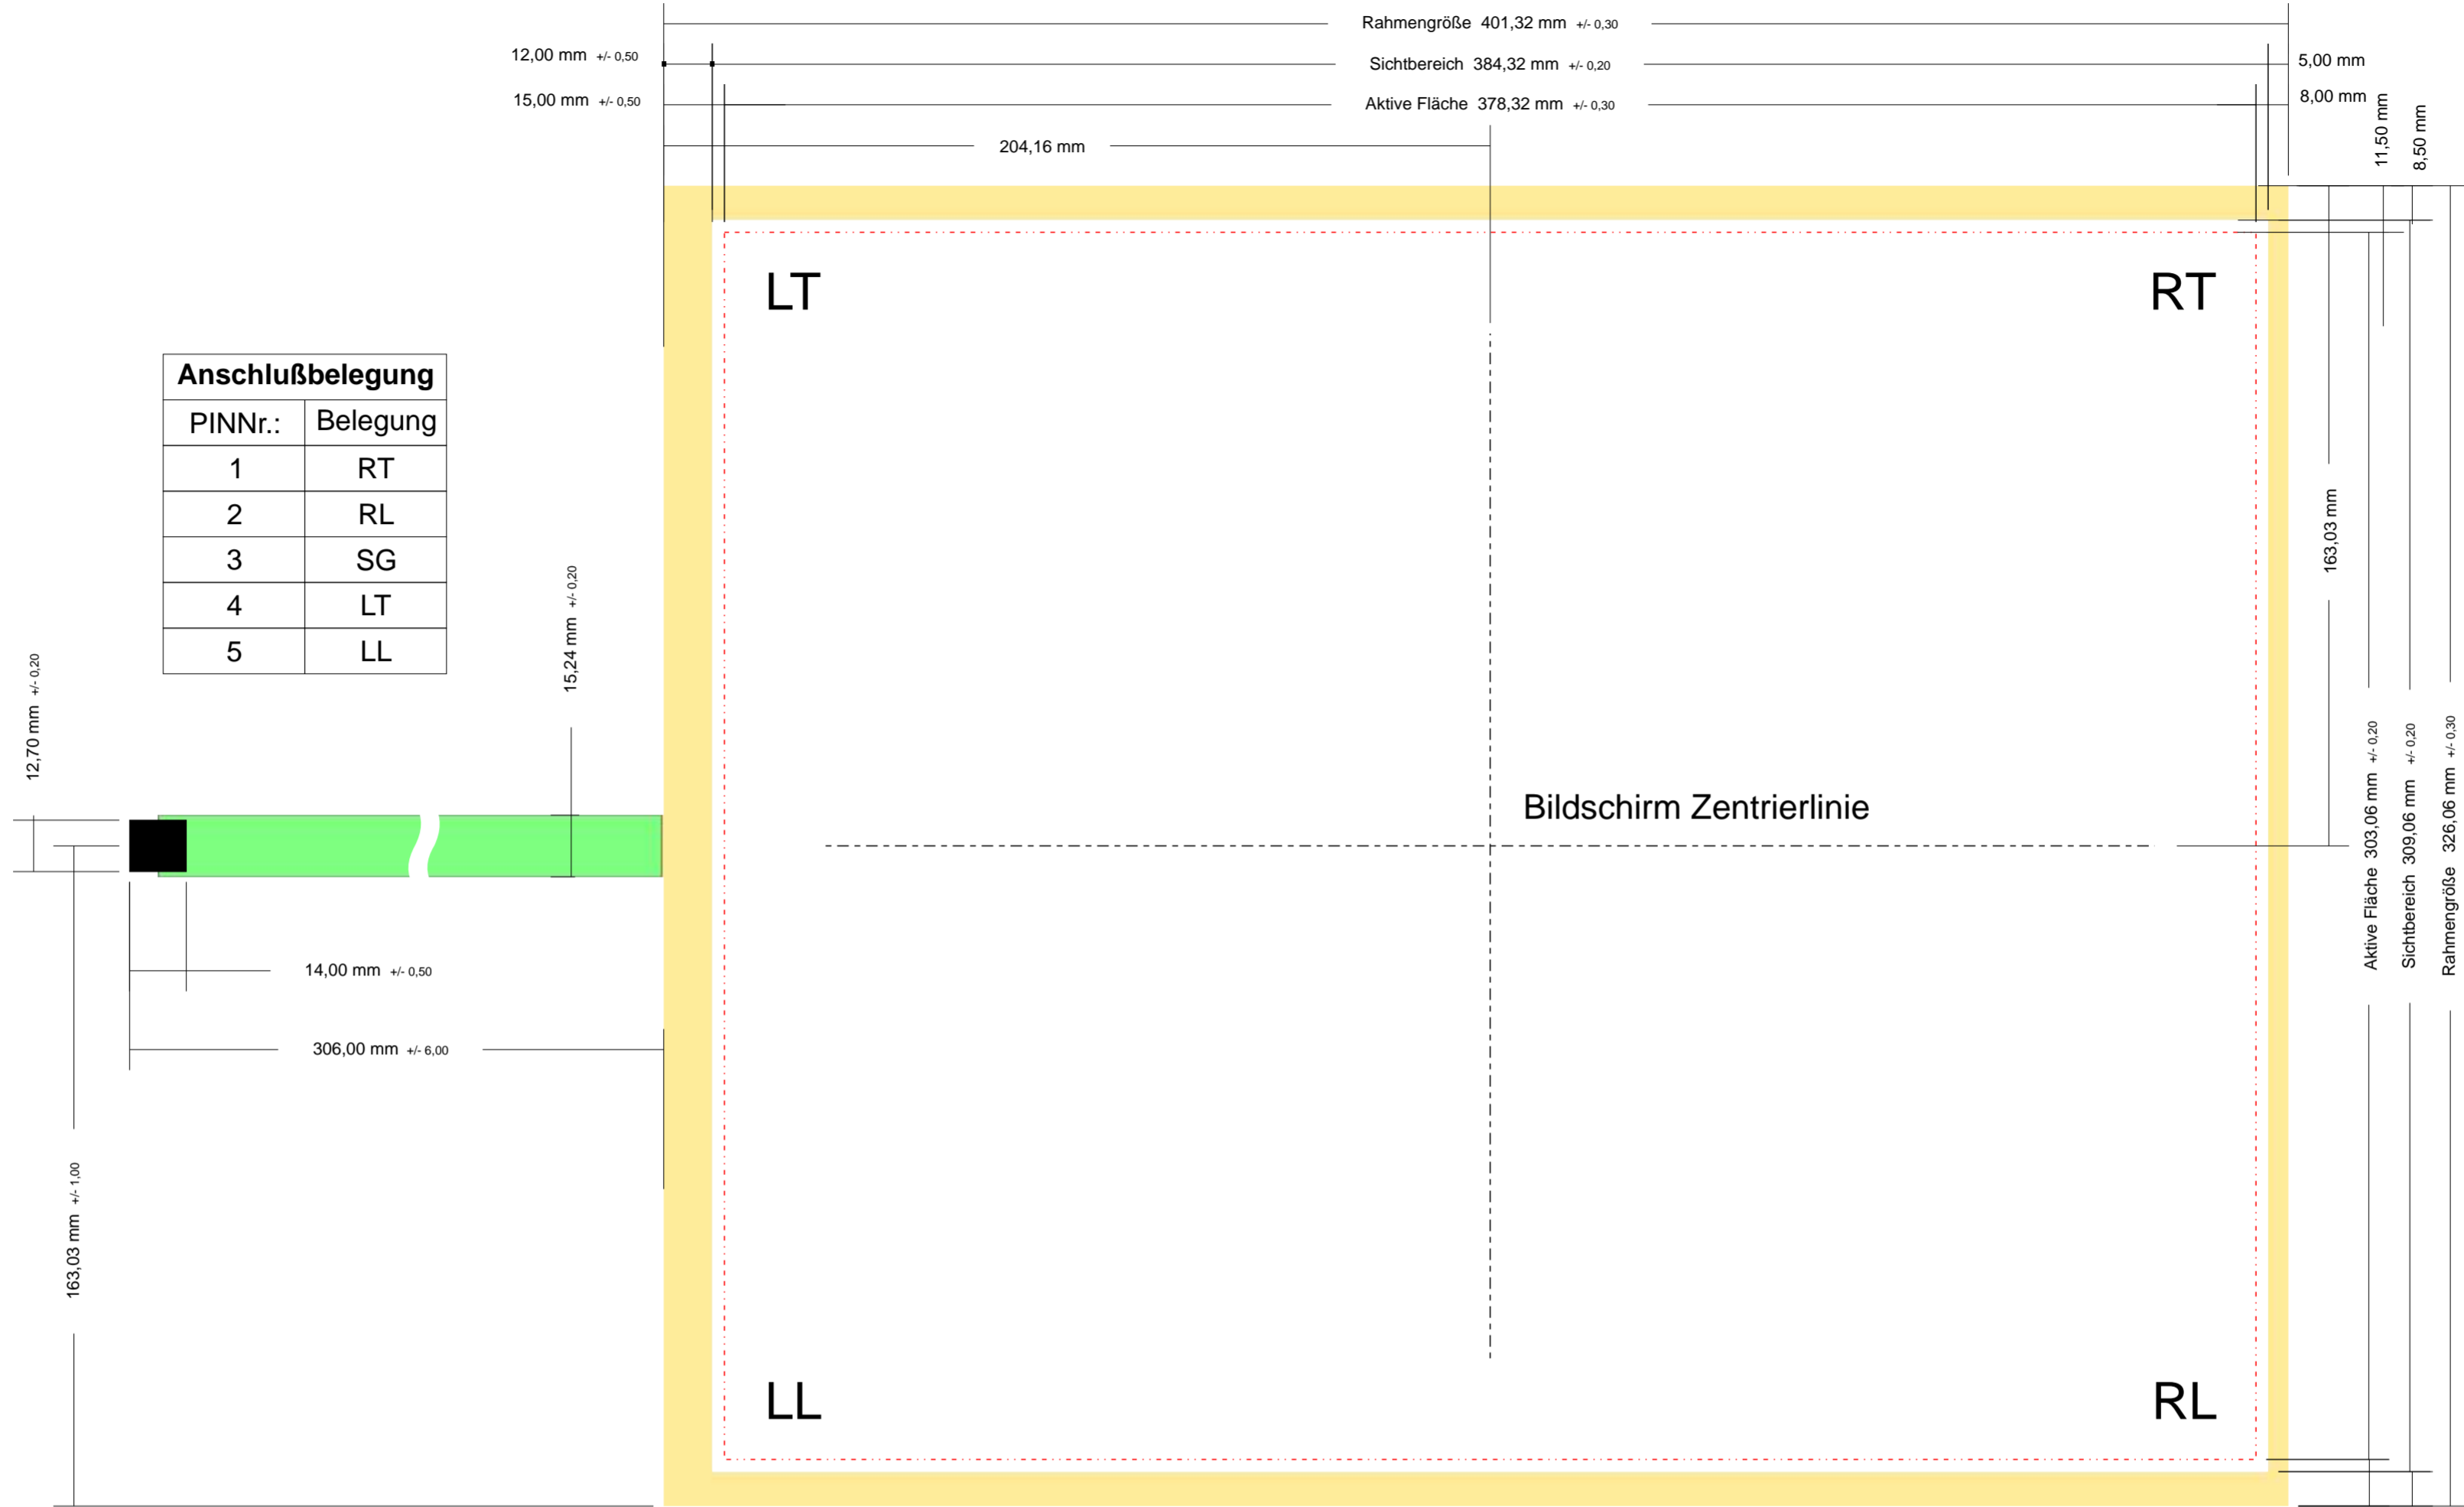 Rahmengröße 401,32 mm +/- 0,30
12,00 mm +/- 0,50
Sichtbereich 384,32 mm +/- 0,20
5,00 mm
15,00 mm +/- 0,50
Aktive Fläche 378,32 mm +/- 0,30
8,00 mm
11,50 mm
8,50 mm
204,16 mm
LT
RT
Anschlußbelegung
PINNr.: Belegung
1 RT
2 RL
3 SG
4 LT
5 LL
163,03 mm
15,24 mm +/- 0,20
12,70 mm +/- 0,20
Bildschirm Zentrierlinie
Aktive Fläche 303,06 mm +/- 0,20
Sichtbereich 309,06 mm +/- 0,20
Rahmengröße 326,06 mm +/- 0,30
14,00 mm +/- 0,50
306,00 mm +/- 6,00
163,03 mm +/- 1,00
LL
RL